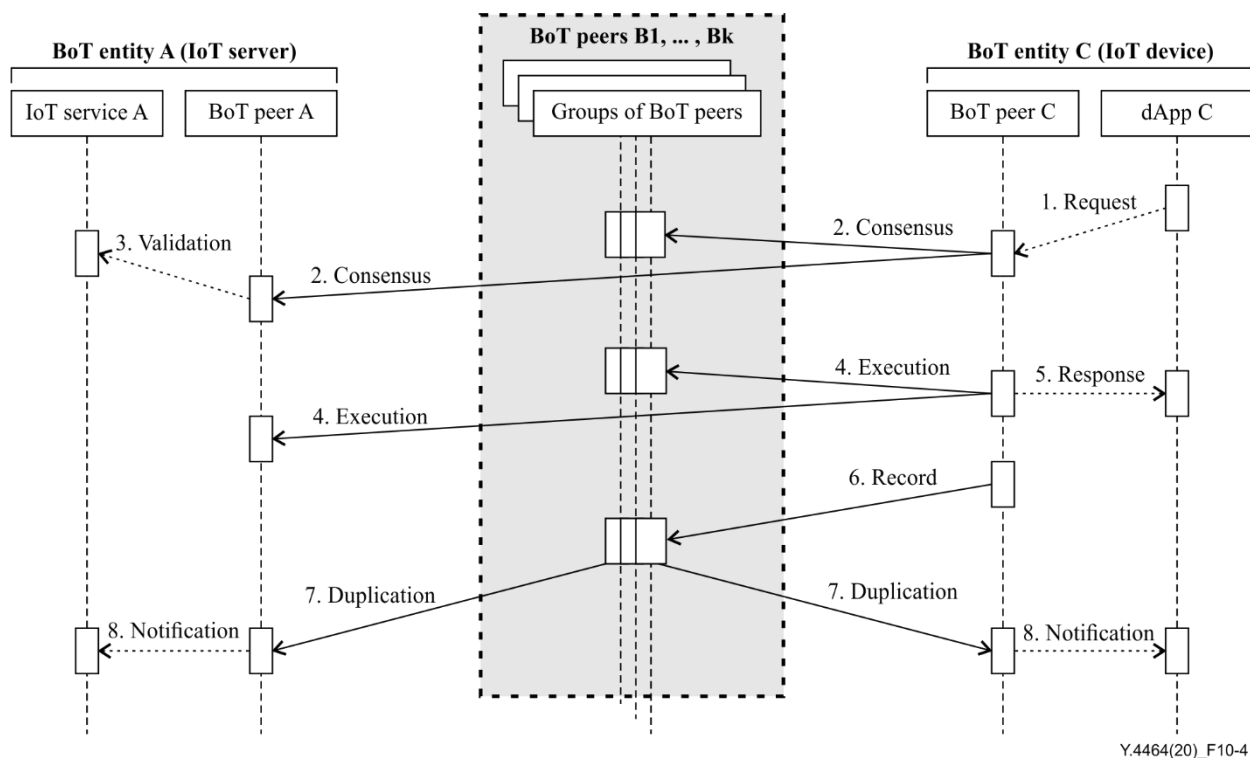 BoT peers B1, ... , Bk
BoT entity A (IoT server)
BoT entity C (IoT device)
IoT service A
BoT peer A
Groups of BoT peers
BoT peer C
dApp C
1. Request
2. Consensus
3. Validation
2. Consensus
4. Execution
5. Response
4. Execution
6. Record
7. Duplication
7. Duplication
8. Notification
8. Notification
Y.4464(20)_F10-4